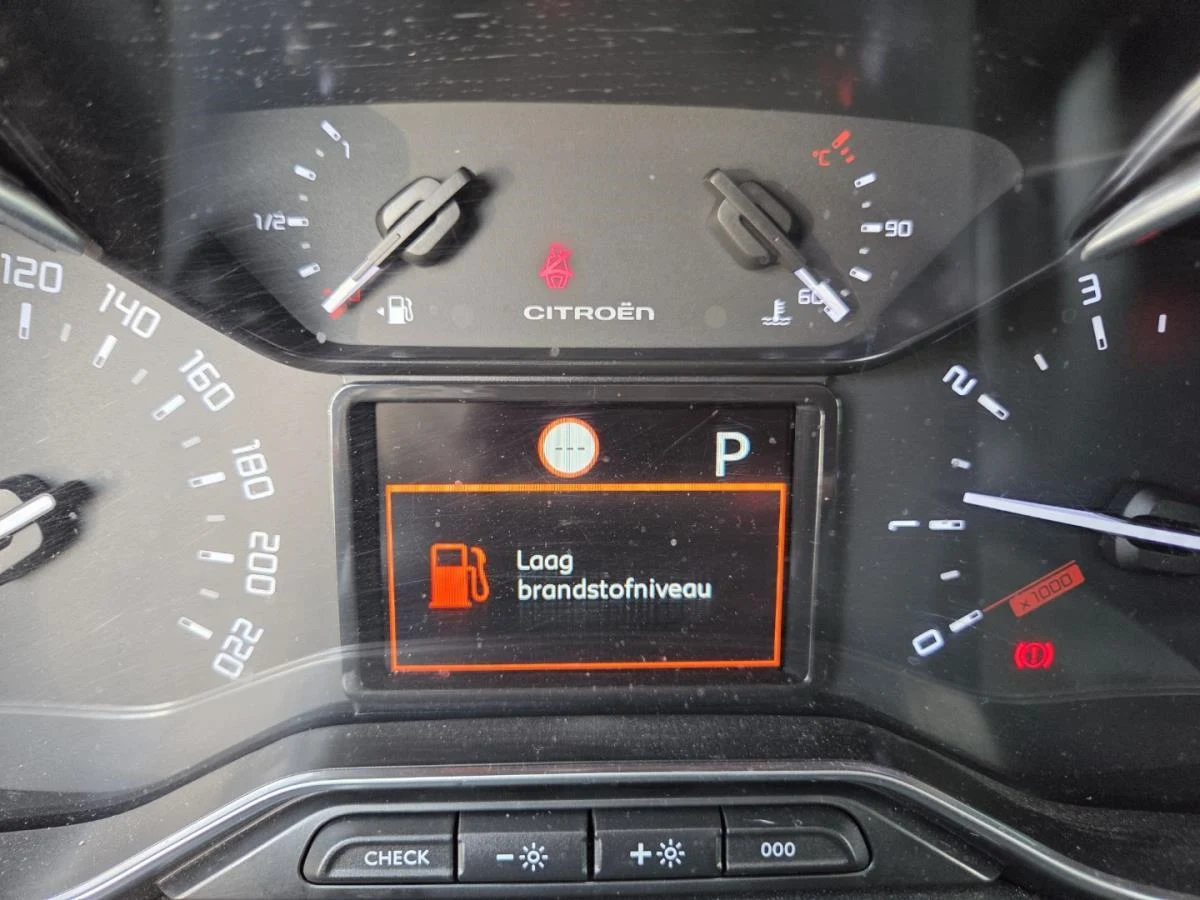 1
1/2
°C
90
60
CITROËN
120
140
160
180
200
220
---
P
Laag
brandstofniveau
3
2
1
0
x1000
CHECK
-
+
000